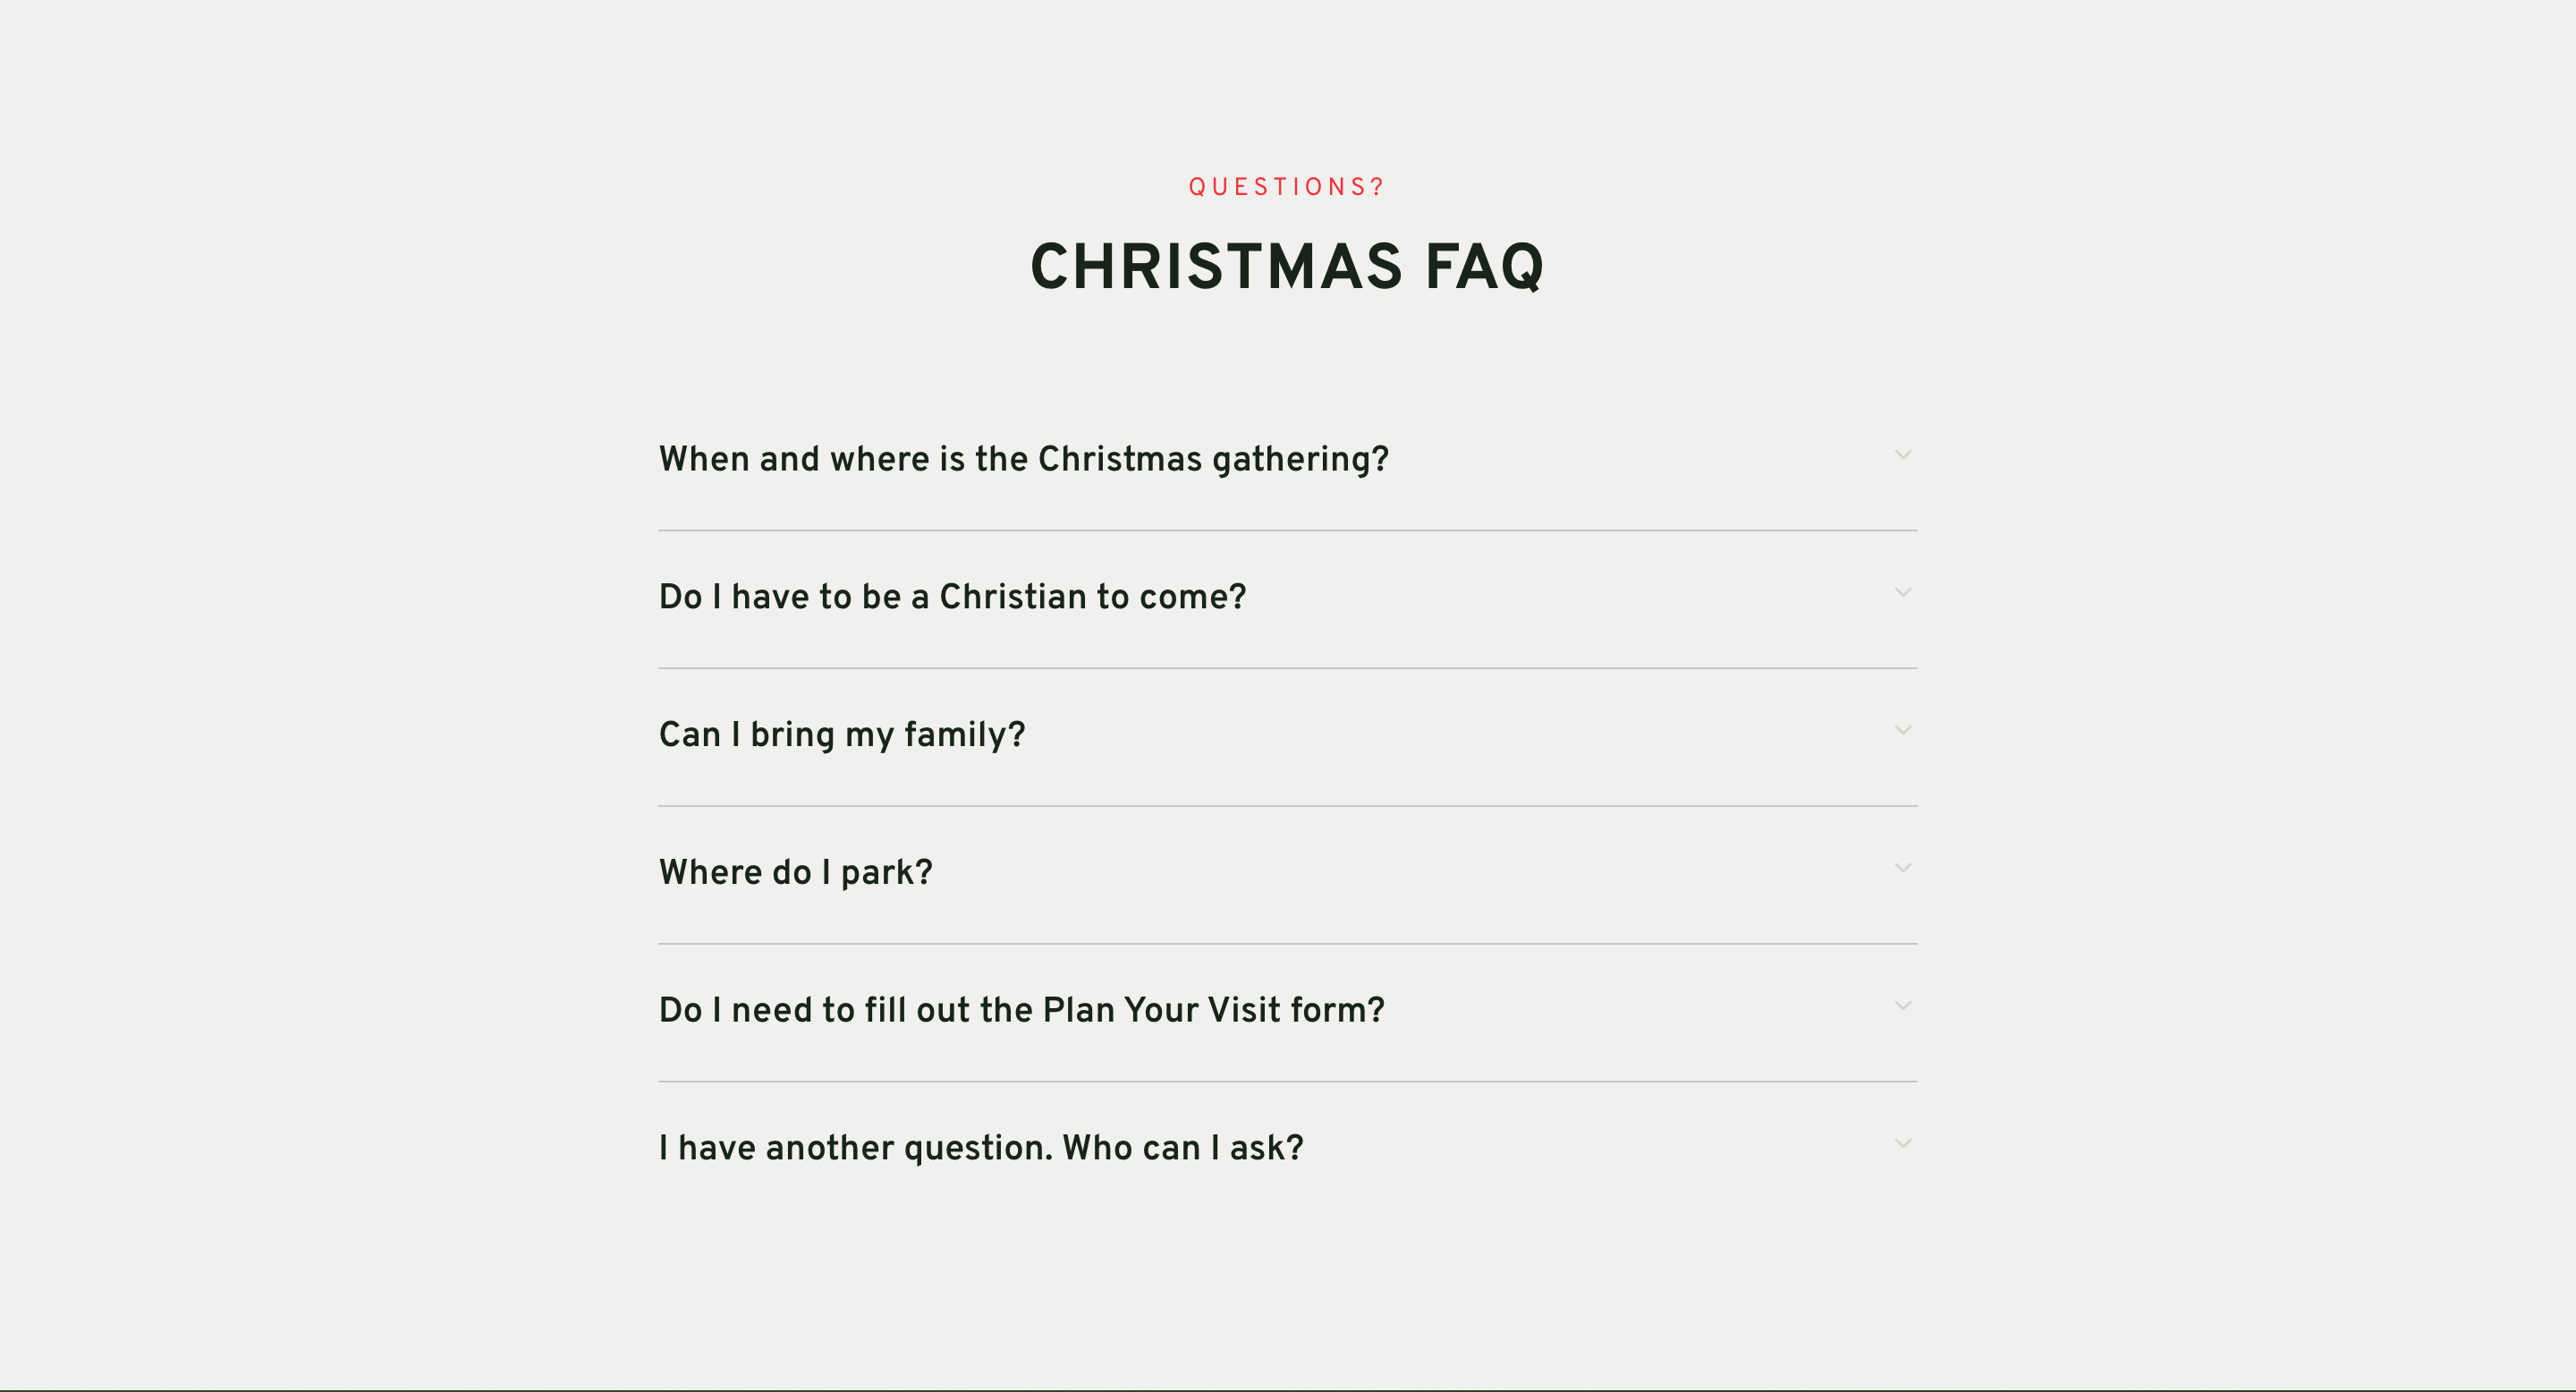 QUESTIONS?
CHRISTMAS FAQ
When and where is the Christmas gathering?
Do I have to be a Christian to come?
Can I bring my family?
Where do I park?
Do I need to fill out the Plan Your Visit form?
I have another question. Who can I ask?